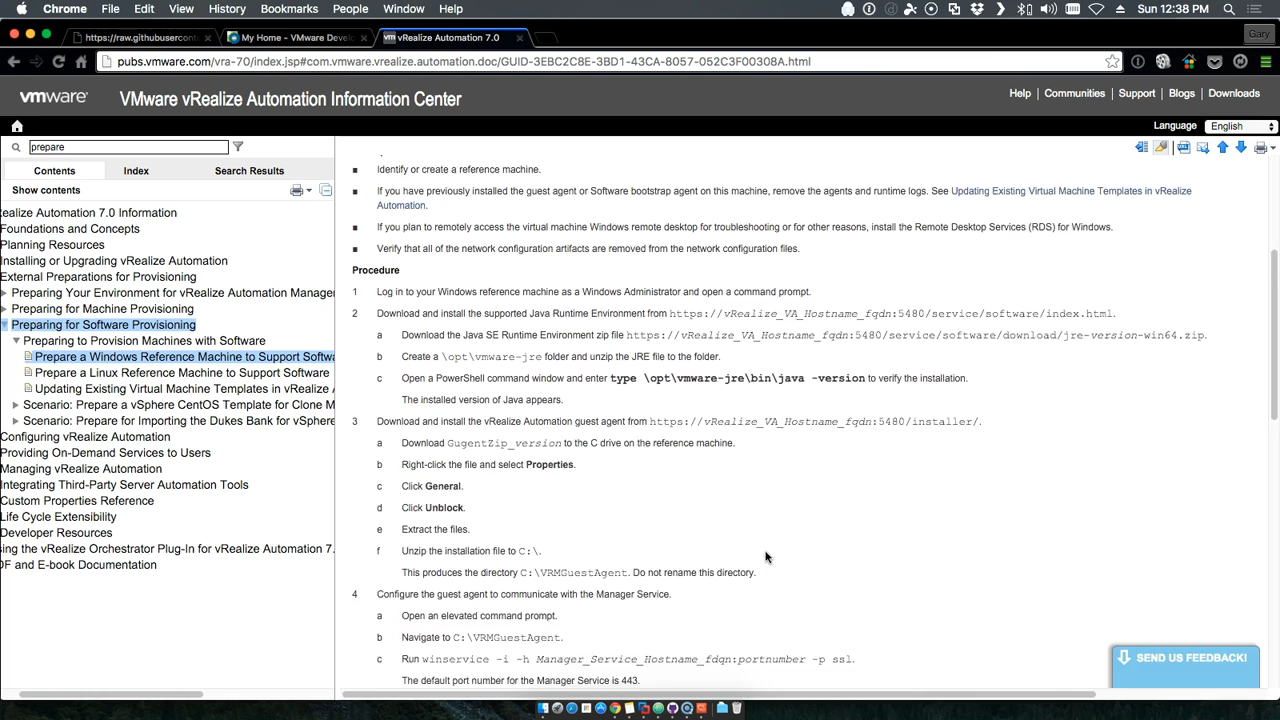 Chrome File Edit View History Bookmarks People Window Help Sun 12:38 PM
https://raw.githubusercont × My Home - VMware Devel × vRealize Automation 7.0 × Gary
pubs.vmware.com/vra-70/index.jsp#com.vmware.vrealize.automation.doc/GUID-3EBC2C8E-3BD1-43CA-8057-052C3F00308A.html
vmware VMware vRealize Automation Information Center Help Communities Support Blogs Downloads
Language English
prepare
Contents Index Search Results
Show contents
ealize Automation 7.0 Information
Foundations and Concepts
Planning Resources
Installing or Upgrading vRealize Automation
External Preparations for Provisioning
Preparing Your Environment for vRealize Automation Manager
Preparing for Machine Provisioning
Preparing for Software Provisioning
Preparing to Provision Machines with Software
Prepare a Windows Reference Machine to Support Softwa
Prepare a Linux Reference Machine to Support Software
Updating Existing Virtual Machine Templates in vRealize A
Scenario: Prepare a vSphere CentOS Template for Clone M
Scenario: Prepare for Importing the Dukes Bank for vSphere
Configuring vRealize Automation
Providing On-Demand Services to Users
Managing vRealize Automation
Integrating Third-Party Server Automation Tools
Custom Properties Reference
Life Cycle Extensibility
Developer Resources
sing the vRealize Orchestrator Plug-In for vRealize Automation 7.
DF and E-book Documentation
■ Identify or create a reference machine.
■ If you have previously installed the guest agent or Software bootstrap agent on this machine, remove the agents and runtime logs. See Updating Existing Virtual Machine Templates in vRealize
Automation.
■ If you plan to remotely access the virtual machine Windows remote desktop for troubleshooting or for other reasons, install the Remote Desktop Services (RDS) for Windows.
■ Verify that all of the network configuration artifacts are removed from the network configuration files.
Procedure
1 Log in to your Windows reference machine as a Windows Administrator and open a command prompt.
2 Download and install the supported Java Runtime Environment from https://vRealize_VA_Hostname_fqdn:5480/service/software/index.html.
a Download the Java SE Runtime Environment zip file https://vRealize_VA_Hostname_fqdn:5480/service/software/download/jre-version-win64.zip.
b Create a \opt\vmware-jre folder and unzip the JRE file to the folder.
c Open a PowerShell command window and enter type \opt\vmware-jre\bin\java -version to verify the installation.
The installed version of Java appears.
3 Download and install the vRealize Automation guest agent from https://vRealize_VA_Hostname_fqdn:5480/installer/.
a Download GugentZip_version to the C drive on the reference machine.
b Right-click the file and select Properties.
c Click General.
d Click Unblock.
e Extract the files.
f Unzip the installation file to C:\.
This produces the directory C:\VRMGuestAgent. Do not rename this directory.
4 Configure the guest agent to communicate with the Manager Service.
a Open an elevated command prompt.
b Navigate to C:\VRMGuestAgent.
c Run winservice -i -h Manager_Service_Hostname_fdqn:portnumber -p ssl.
The default port number for the Manager Service is 443.
SEND US FEEDBACK!